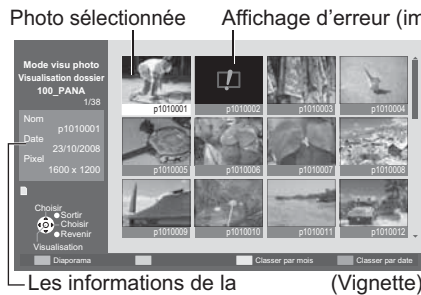 Photo sélectionnée
Affichage d'erreur (im
Mode visu photo
Visualisation dossier
100_PANA
1/38
Nom
p1010001
Date
23/10/2008
Pixel
1600 x 1200
Choisir
Sortir
Choisir
Revenir
Visualisation
p1010001
p1010002
p1010003
p1010004
p1010005
p1010006
p1010007
p1010008
p1010009
p1010010
p1010011
p1010012
Diaporama
Classer par mois
Classer par date
Les informations de la
(Vignette)